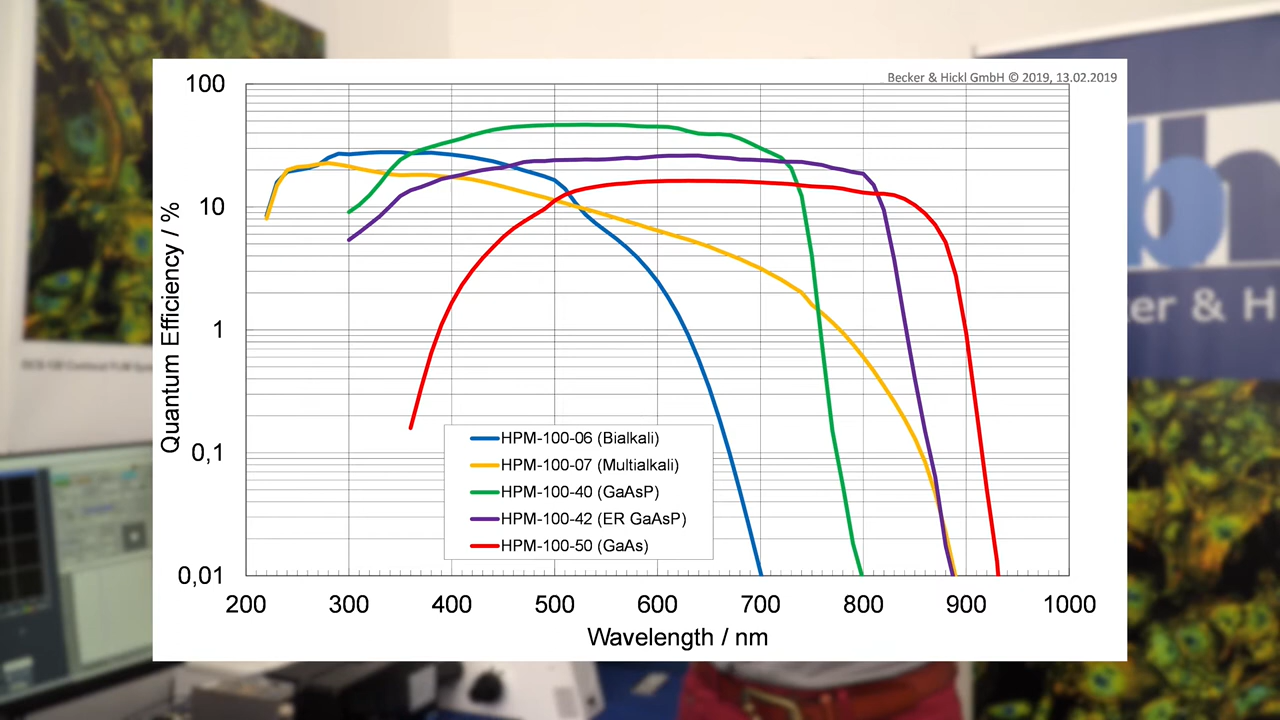 Becker & Hickl GmbH © 2019, 13.02.2019
100
10
1
0,1
0,01
Quantum Efficiency / %
HPM-100-06 (Bialkali)
HPM-100-07 (Multialkali)
HPM-100-40 (GaAsP)
HPM-100-42 (ER GaAsP)
HPM-100-50 (GaAs)
200 300 400 500 600 700 800 900 1000
Wavelength / nm
er & H